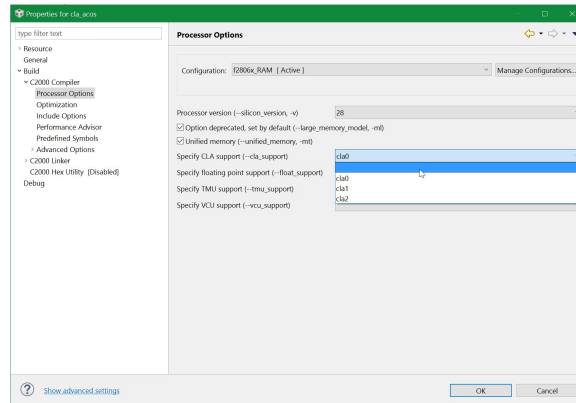 Properties for cla_acos
type filter text
Resource
General
Build
C2000 Compiler
Processor Options
Optimization
Include Options
Performance Advisor
Predefined Symbols
Advanced Options
C2000 Linker
C2000 Hex Utility [Disabled]
Debug
Processor Options
Configuration: f2806x_RAM [ Active ]
Manage Configurations...
Processor version (--silicon_version, -v) 28
Option deprecated, set by default (--large_memory_model, -ml)
Unified memory (--unified_memory, -mt)
Specify CLA support (--cla_support) cla0
Specify floating point support (--float_support)
cla0
Specify TMU support (--tmu_support) cla1
cla2
Specify VCU support (--vcu_support)
Show advanced settings
OK Cancel